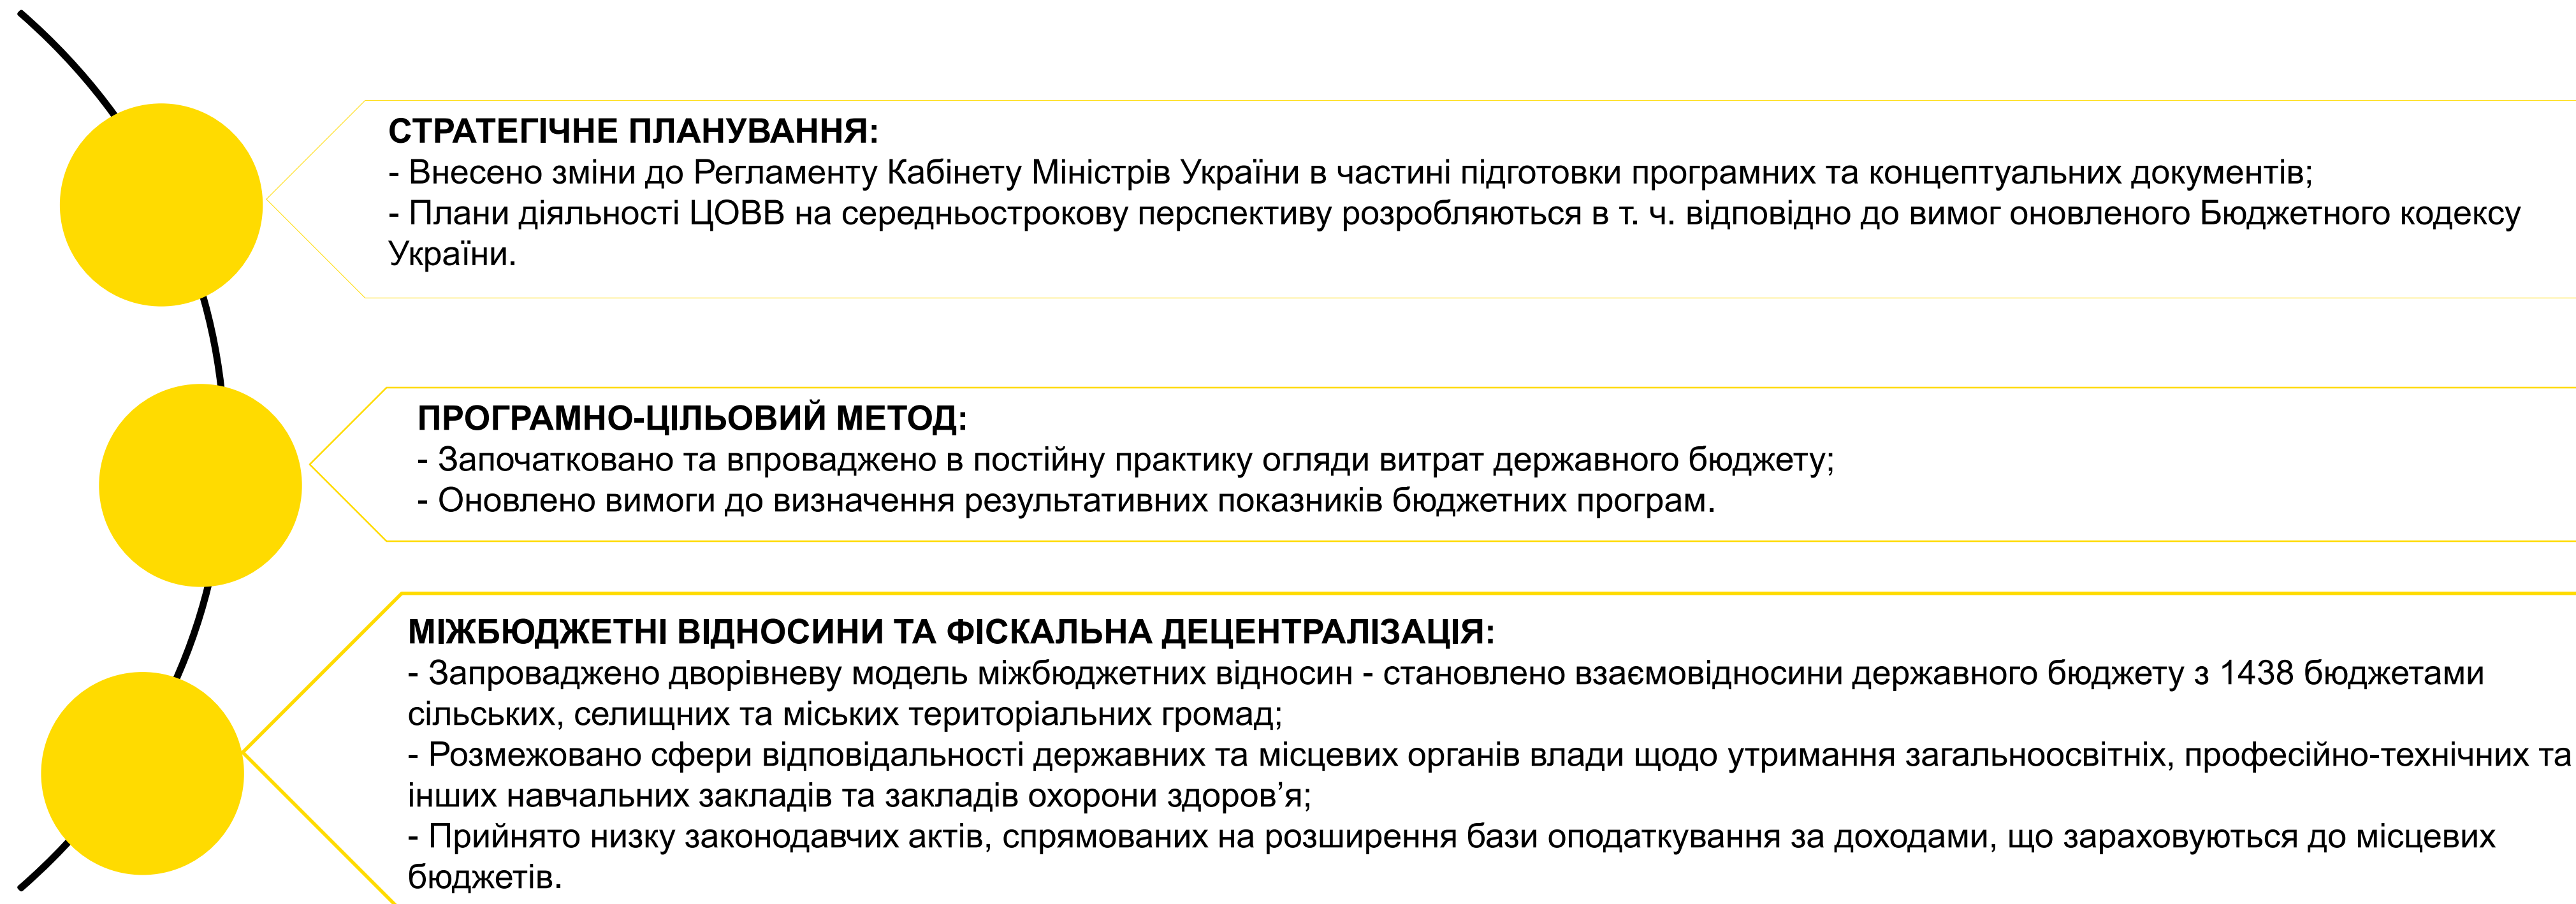 СТРАТЕГІЧНЕ ПЛАНУВАННЯ:
- Внесено зміни до Регламенту Кабінету Міністрів України в частині підготовки програмних та концептуальних документів;
- Плани діяльності ЦОВВ на середньострокову перспективу розробляються в т. ч. відповідно до вимог оновленого Бюджетного кодексу
України.
ПРОГРАМНО-ЦІЛЬОВИЙ МЕТОД:
- Започатковано та впроваджено в постійну практику огляди витрат державного бюджету;
- Оновлено вимоги до визначення результативних показників бюджетних програм.
МІЖБЮДЖЕТНІ ВІДНОСИНИ ТА ФІСКАЛЬНА ДЕЦЕНТРАЛІЗАЦІЯ:
- Запроваджено дворівневу модель міжбюджетних відносин - становлено взаємовідносини державного бюджету з 1438 бюджетами
сільських, селищних та міських територіальних громад;
- Розмежовано сфери відповідальності державних та місцевих органів влади щодо утримання загальноосвітніх, професійно-технічних та
інших навчальних закладів та закладів охорони здоров’я;
- Прийнято низку законодавчих актів, спрямованих на розширення бази оподаткування за доходами, що зараховуються до місцевих
бюджетів.